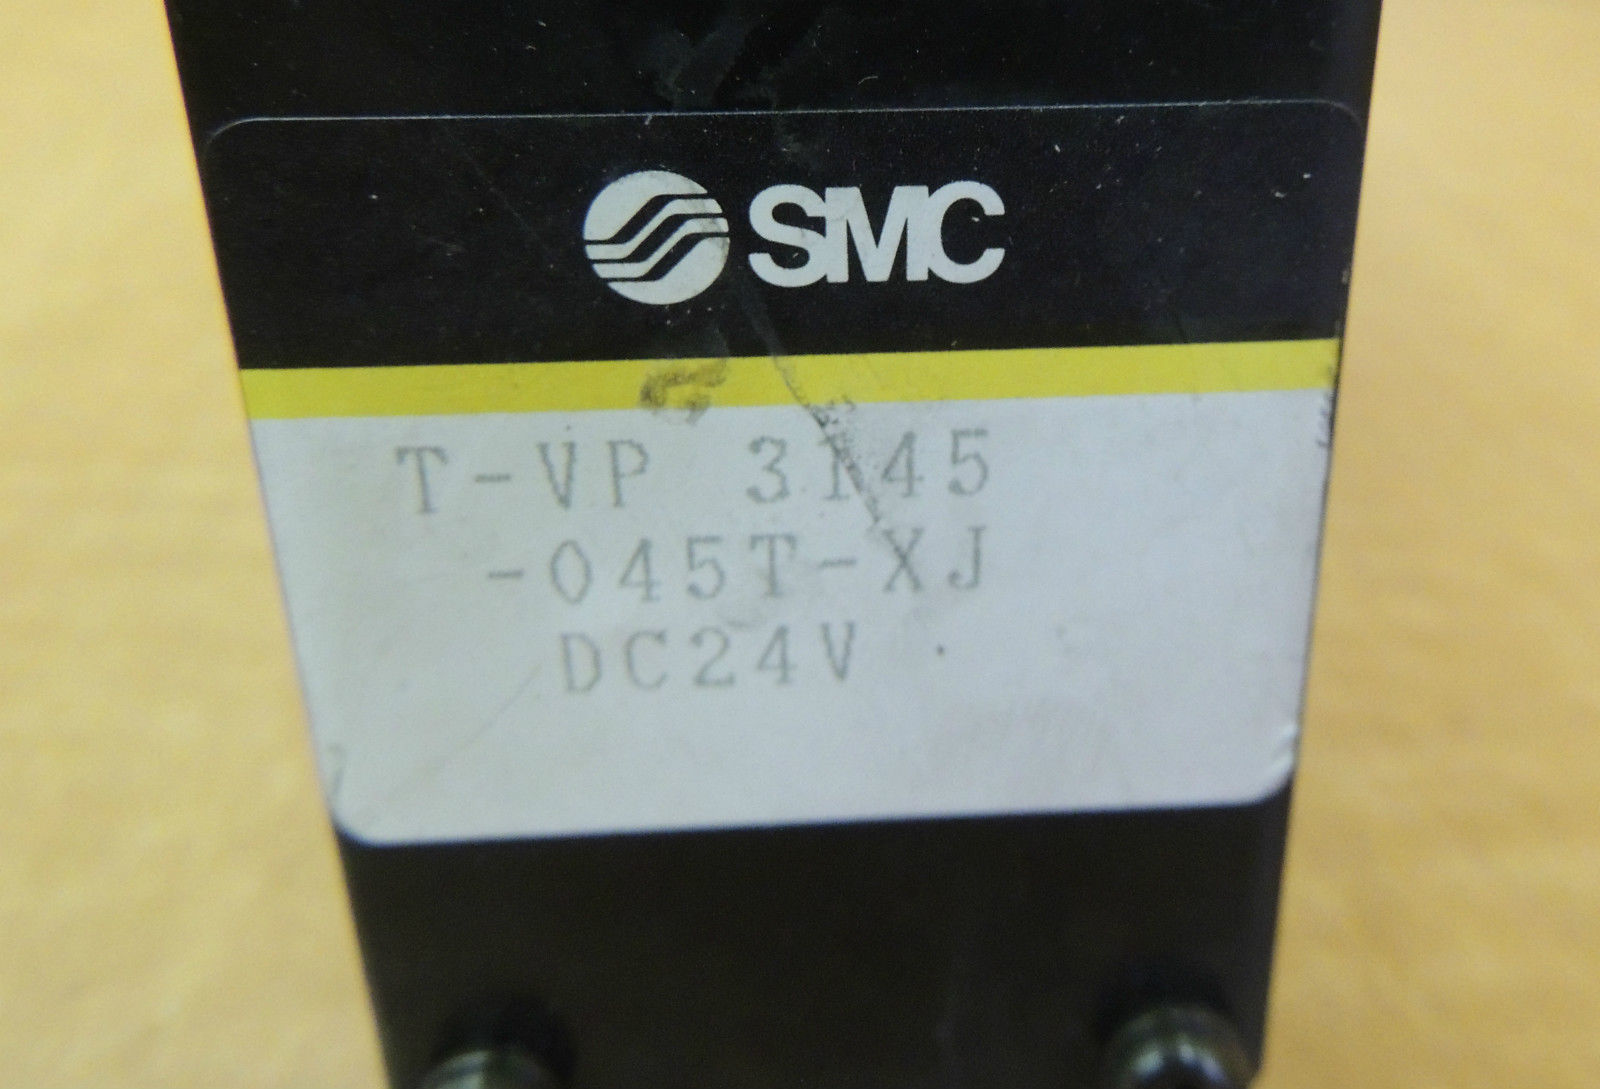 SMC
T-VP 3145
-045T-XJ
DC24V